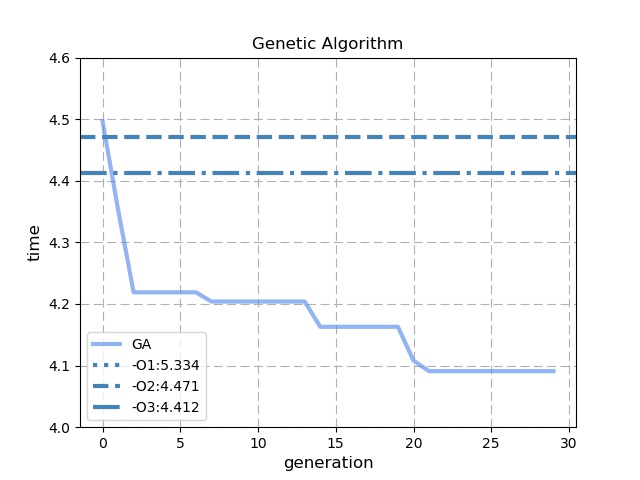 Genetic Algorithm
4.6
4.5
4.4
4.3
4.2
4.1
4.0
time
GA
-O1:5.334
-O2:4.471
-O3:4.412
0 5 10 15 20 25 30
generation